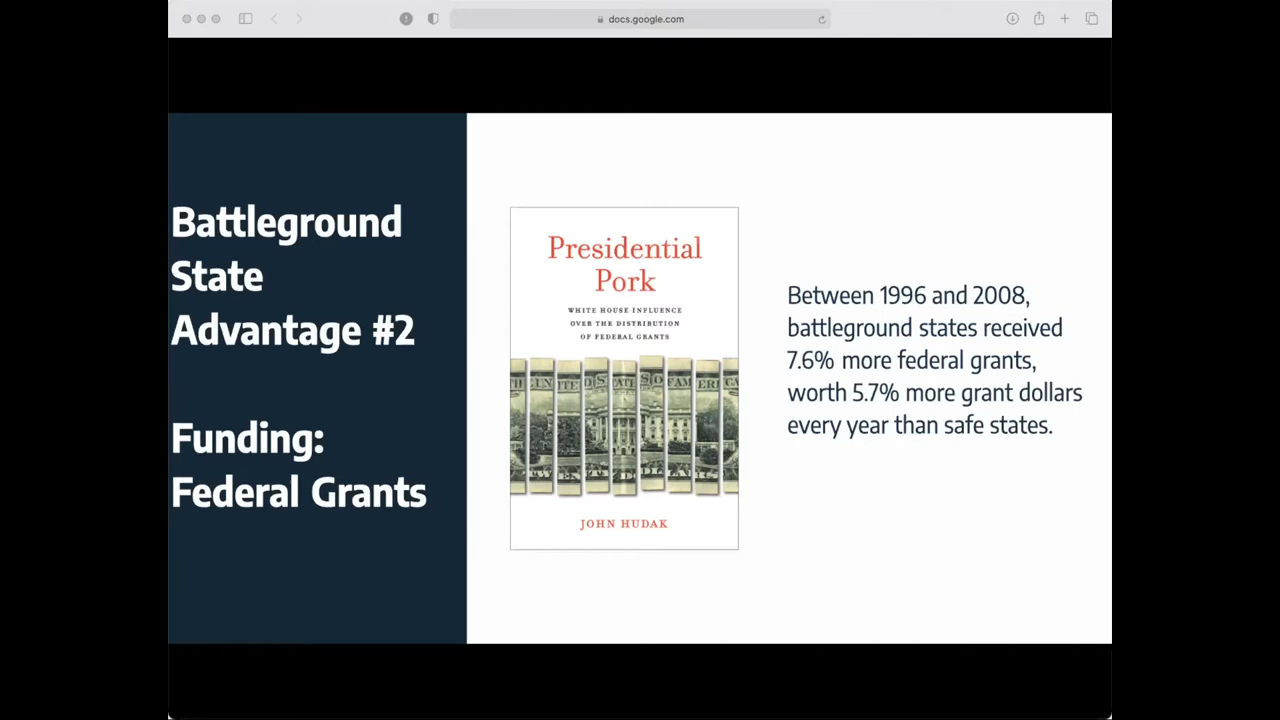 docs.google.com
Battleground
State
Advantage #2
Funding:
Federal Grants
Presidential
Pork
WHITE HOUSE INFLUENCE
OVER THE DISTRIBUTION
OF FEDERAL GRANTS
JOHN HUDAK
Between 1996 and 2008,
battleground states received
7.6% more federal grants,
worth 5.7% more grant dollars
every year than safe states.